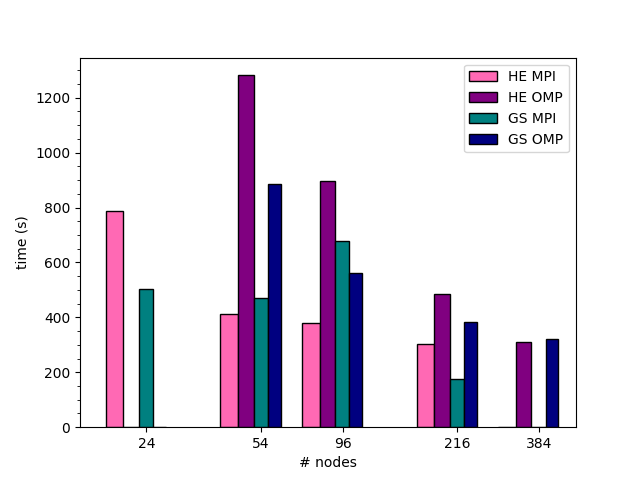 HE MPI
HE OMP
GS MPI
GS OMP
time (s)
1200
1000
800
600
400
200
0
24 54 96 216 384
# nodes